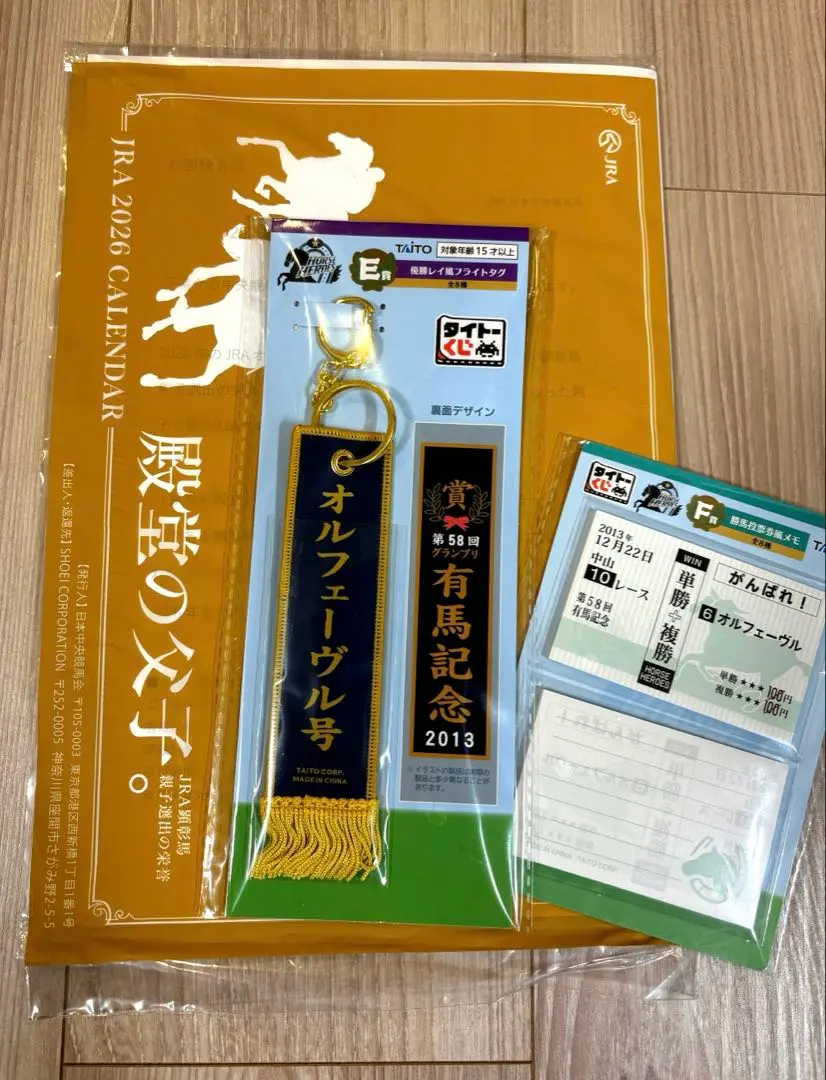 JRA
JRA 2026 CALENDAR
殿堂の父子。
JRA顕彰馬
親子選出の栄誉
【発行人】日本中央競馬会 〒105-0003 東京都港区西新橋1丁目1番1号
【差出人・返還先】SHOEI CORPORATION 〒252-0005 神奈川県座間市さがみ野2-5-5
HORSE
HEROES
E賞
TAITO
対象年齢15才以上
優勝レイ風フライトタグ
全8種
タイトー
くじ
裏面デザイン
オルフェーヴル号
TAITO CORP.
MADE IN CHINA
賞
第58回
グランプリ
有馬記念
2013
※イラストの製品は実際の
製品と多少異なることが
あります。
タイトー
くじ
HORSE
HEROES
F賞
勝馬投票券風メモ
全8種
2013年
12月22日
中山
10レース
第58回
有馬記念
WIN
単勝+複勝
HORSE
HEROES
がんばれ!
6 オルフェーヴル
単勝★★★100円
複勝★★★100円